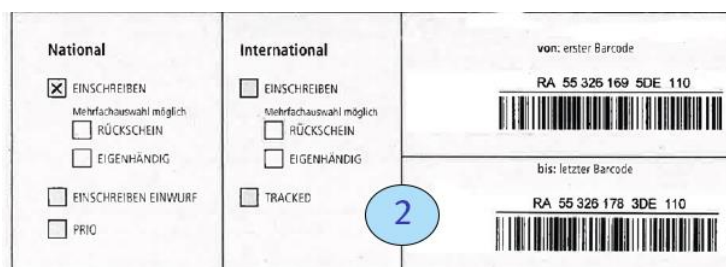 National
EINSCHREIBEN
Mehrfachauswahl möglich
RÜCKSCHEIN
EIGENHÄNDIG
EINSCHREIBEN EINWURF
PRIO
International
EINSCHREIBEN
Mehrfachauswahl möglich
RÜCKSCHEIN
EIGENHÄNDIG
TRACKED
2
von: erster Barcode
RA 55 326 169 5DE 110
bis: letzter Barcode
RA 55 326 178 3DE 110